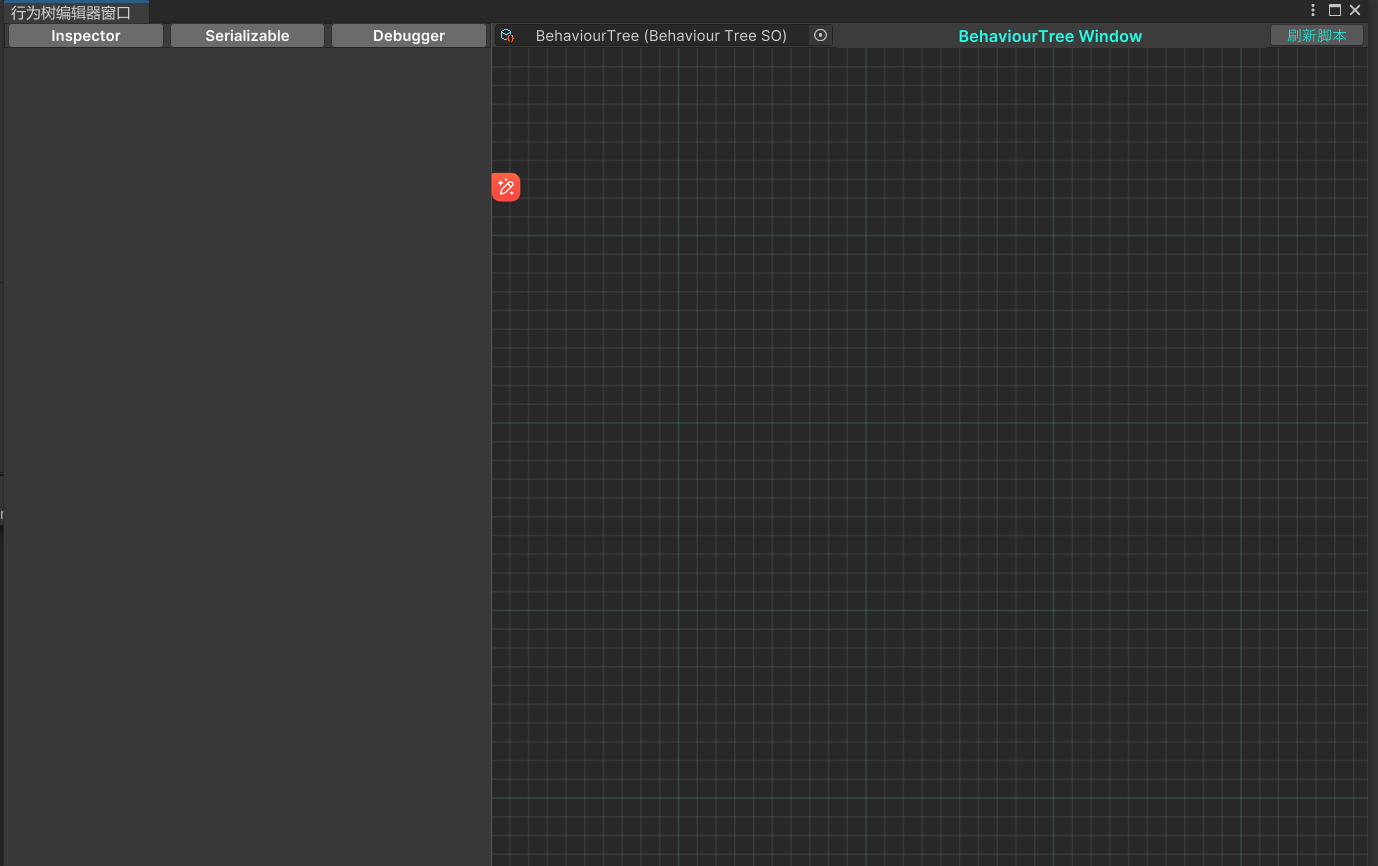 行为树编辑器窗口
Inspector
Serializable
Debugger
BehaviourTree (Behaviour Tree SO)
BehaviourTree Window
刷新脚本